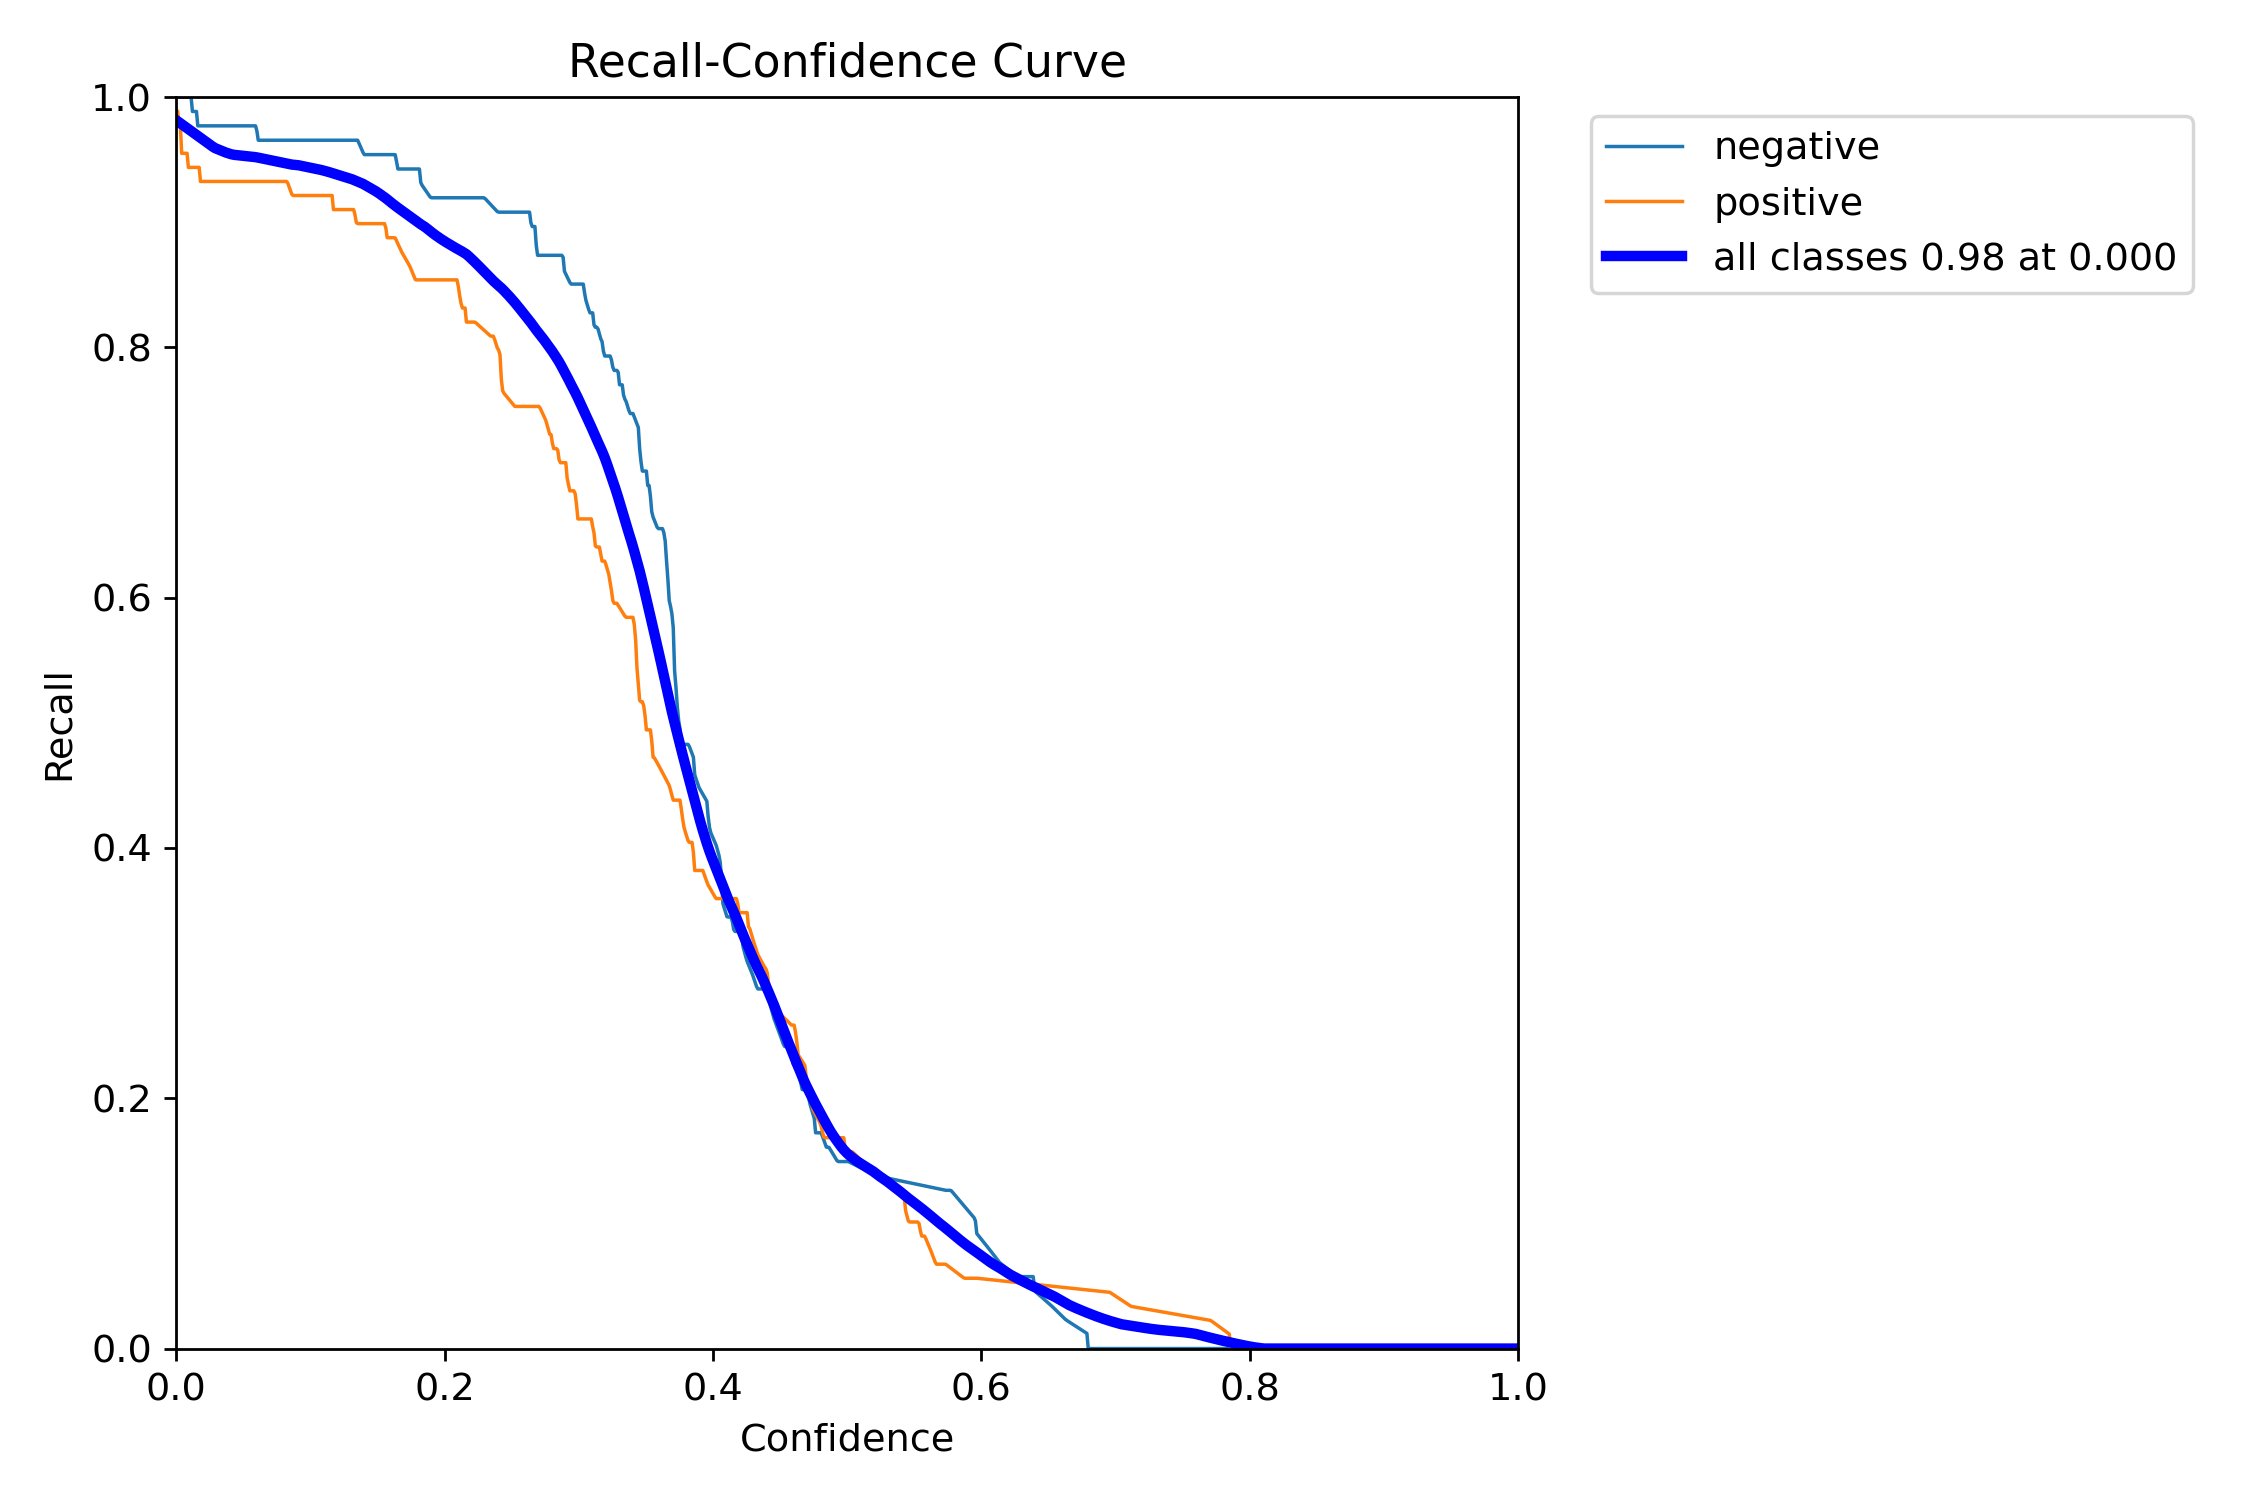 Recall-Confidence Curve
negative
positive
all classes 0.98 at 0.000
1.0
0.8
0.6
0.4
0.2
0.0
Recall
0.0 0.2 0.4 0.6 0.8 1.0
Confidence